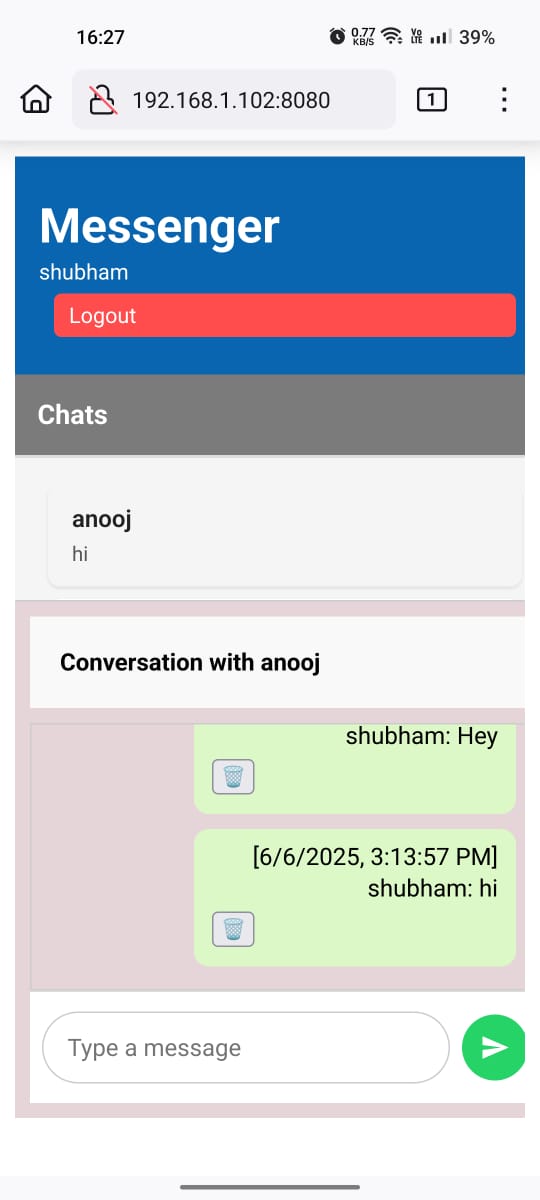 16:27
0.77
KB/S
Vo
LTE
39%
192.168.1.102:8080
1
Messenger
shubham
Logout
Chats
anooj
hi
Conversation with anooj
shubham: Hey
[6/6/2025, 3:13:57 PM]
shubham: hi
Type a message